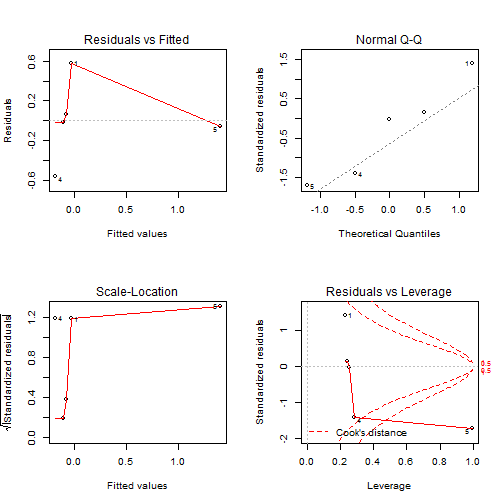 Residuals vs Fitted
Residuals
0.6
0.2
-0.2
-0.6
1
4
5
0.0 0.5 1.0
Fitted values
Normal Q-Q
Standardized residuals
1.5
0.5
-0.5
-1.5
1
4
5
-1.0 -0.5 0.0 0.5 1.0
Theoretical Quantiles
Scale-Location
√|Standardized residuals|
1.2
0.8
0.4
0.0
4
1
5
0.0 0.5 1.0
Fitted values
Residuals vs Leverage
Standardized residuals
1
0
-1
-2
1
4
5
0.5
0.5
Cook's distance
0.0 0.2 0.4 0.6 0.8 1.0
Leverage